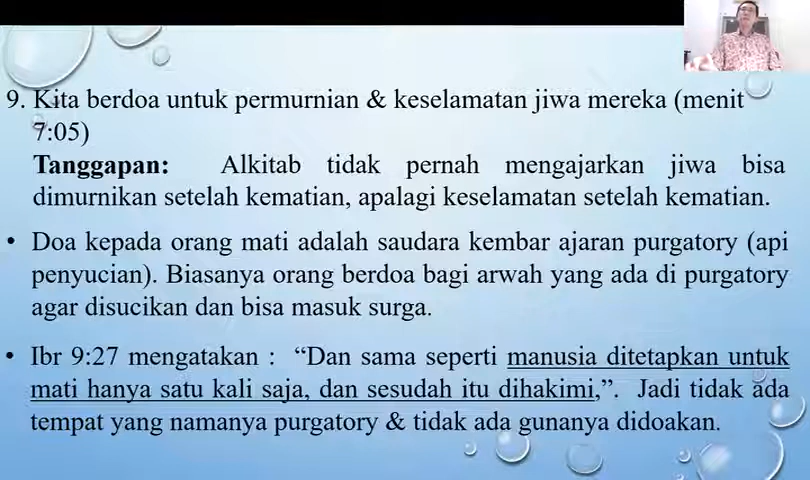 9. Kita berdoa untuk permurnian & keselamatan jiwa mereka (menit
7:05)
Tanggapan: Alkitab tidak pernah mengajarkan jiwa bisa
dimurnikan setelah kematian, apalagi keselamatan setelah kematian.
• Doa kepada orang mati adalah saudara kembar ajaran purgatory (api
penyucian). Biasanya orang berdoa bagi arwah yang ada di purgatory
agar disucikan dan bisa masuk surga.
• Ibr 9:27 mengatakan : “Dan sama seperti manusia ditetapkan untuk
mati hanya satu kali saja, dan sesudah itu dihakimi,”. Jadi tidak ada
tempat yang namanya purgatory & tidak ada gunanya didoakan.